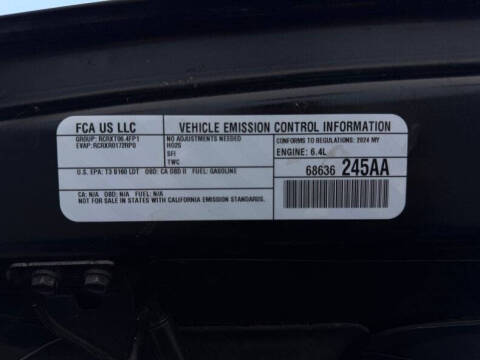 FCA US LLC
VEHICLE EMISSION CONTROL INFORMATION
GROUP: RCRXT06.4FP1
EVAP: RCRXR0172RP0
NO ADJUSTMENTS NEEDED
HO2S
SFI
TWC
CONFORMS TO REGULATIONS: 2024 MY
ENGINE: 6.4L
68636 245AA
U.S. EPA: T3 B160 LDT OBD: CA OBD II FUEL: GASOLINE
CA: N/A OBD: N/A FUEL: N/A
NOT FOR SALE IN STATES WITH CALIFORNIA EMISSION STANDARDS.